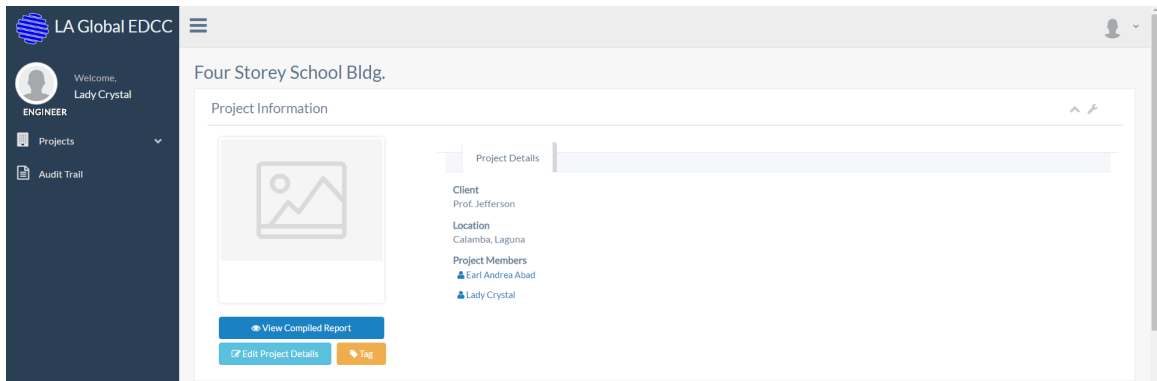 LA Global EDCC
Welcome,
Lady Crystal
ENGINEER
Projects
Audit Trail
Four Storey School Bldg.
Project Information
Project Details
Client
Prof. Jefferson
Location
Calamba, Laguna
Project Members
Earl Andrea Abad
Lady Crystal
View Compiled Report
Edit Project Details Tag